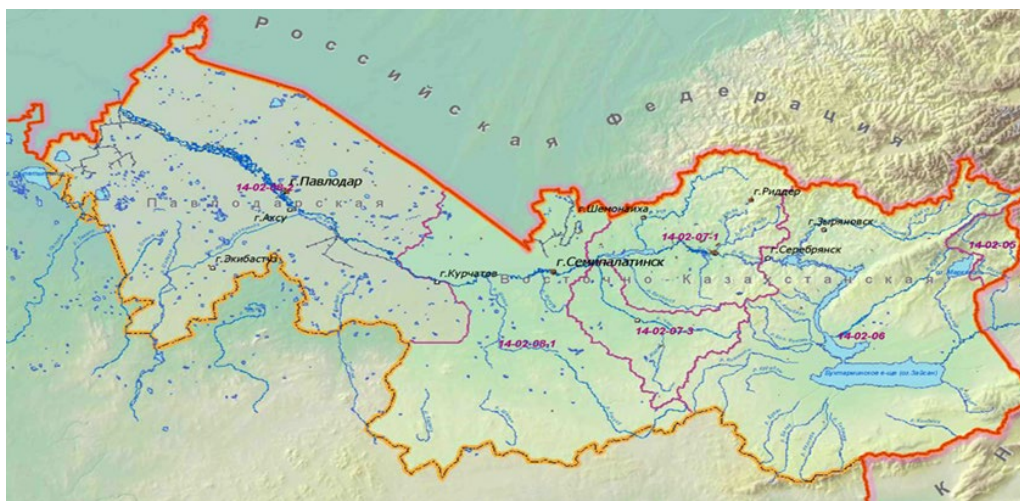 Российская Федерация
г.Павлодар
14-02-08-2
Павлодарская
г.Аксу
г.Экибастуз
г.Курчатов
г.Шемонаиха
г.Риддер
г.Зыряновск
14-02-07-1
г.Серебрянск
14-02-05
г.Семипалатинск
Восточно-Казахстанская
14-02-07-3
14-02-08-1
14-02-06
Бухтарминское в-ще (оз.Зайсан)
К Н